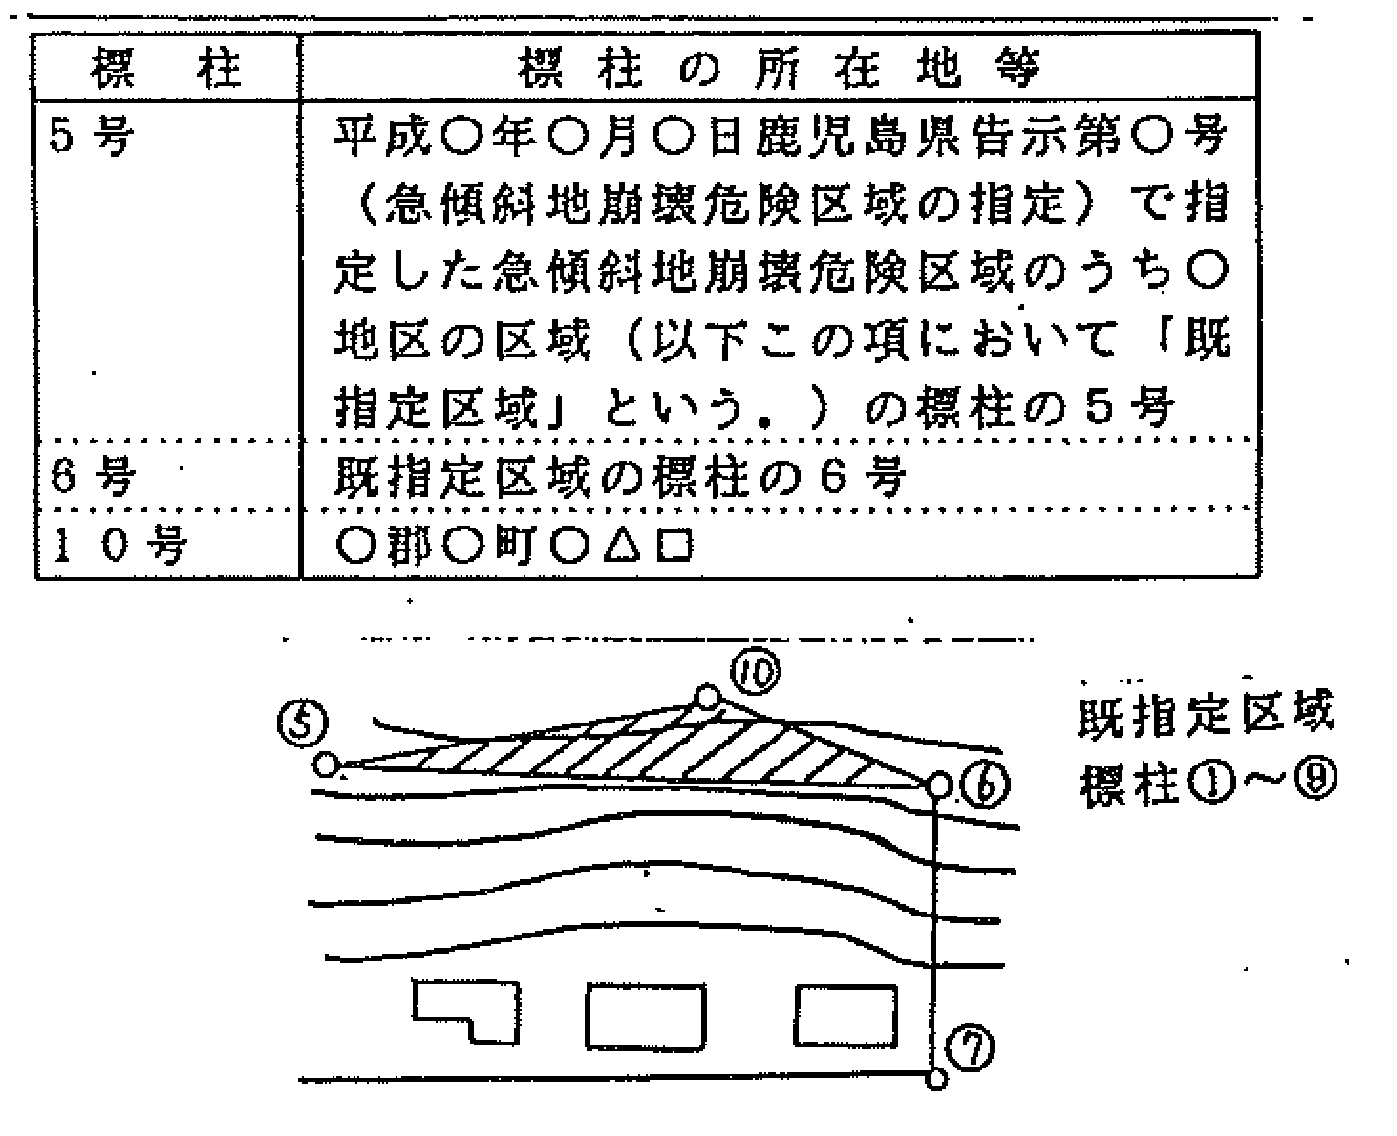 標　柱　標柱の所在地等
5号　平成○年○月○日鹿児島県告示第○号
（急傾斜地崩壊危険区域の指定）で指
定した急傾斜地崩壊危険区域のうち○
地区の区域（以下この項において「既
指定区域」という。）の標柱の5号
6号　既指定区域の標柱の6号
10号　○郡○町○△□
⑩
⑤
既指定区域
⑥
標柱①～⑨
⑦